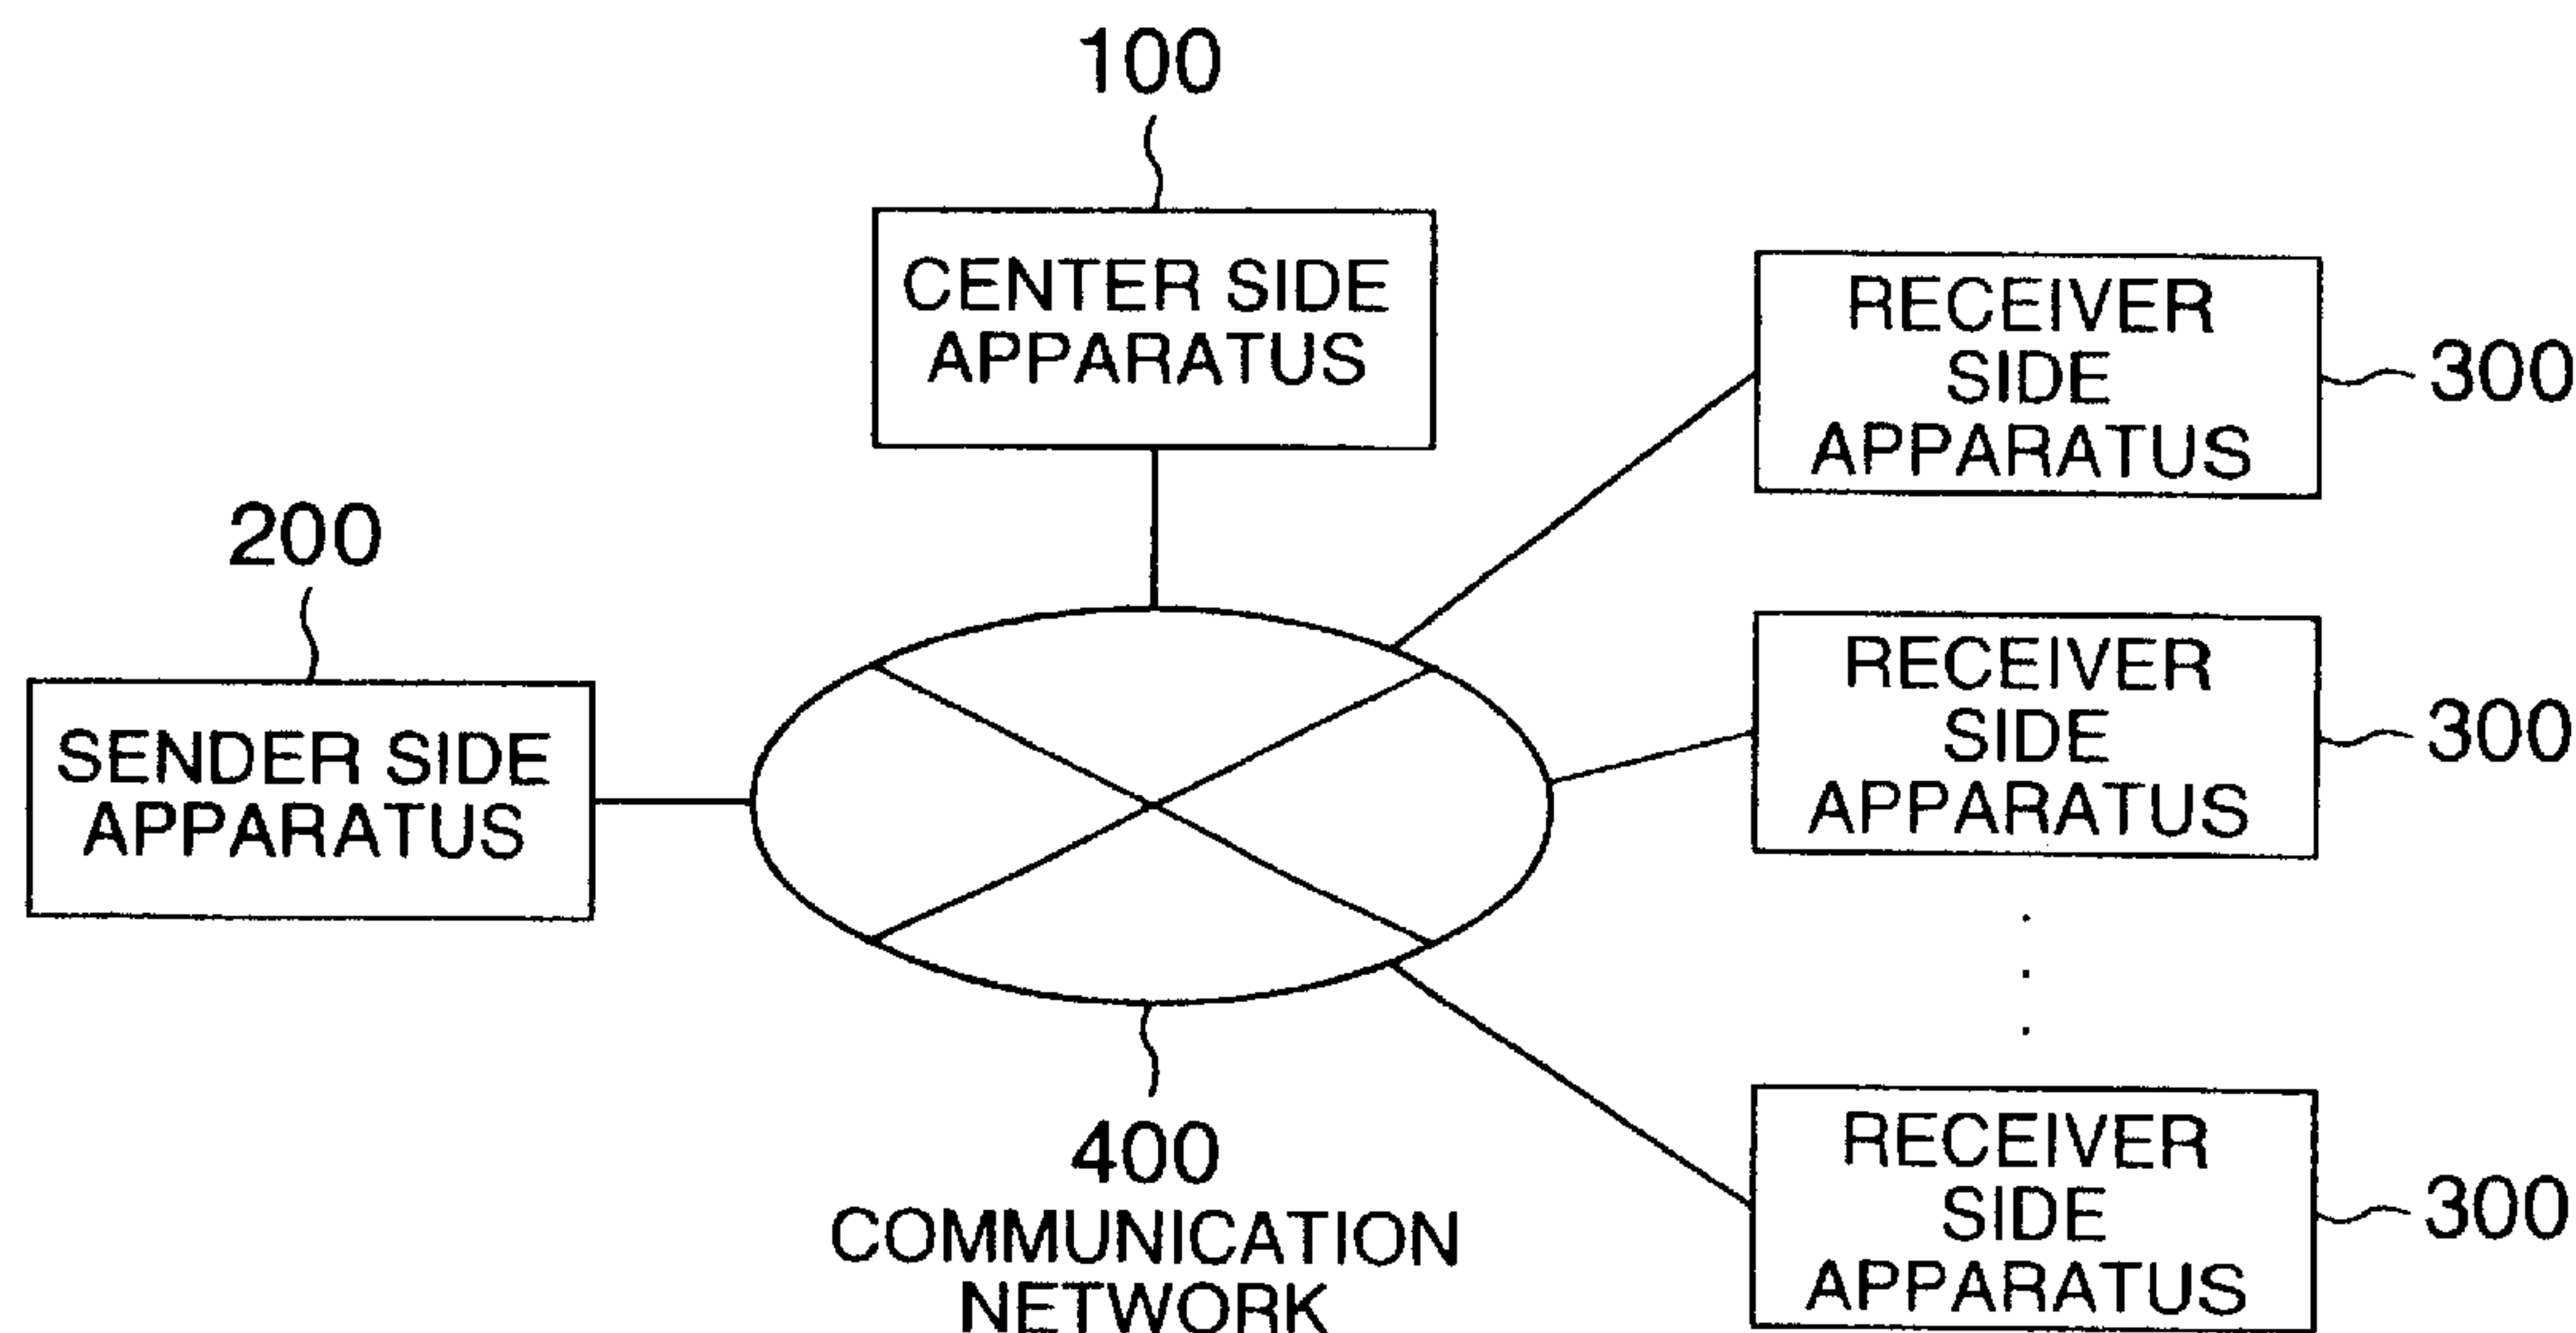 100
CENTER SIDE
APPARATUS
RECEIVER
SIDE
APPARATUS
300
200
SENDER SIDE
APPARATUS
RECEIVER
SIDE
APPARATUS
300
400
COMMUNICATION
NETWORK
RECEIVER
SIDE
APPARATUS
300